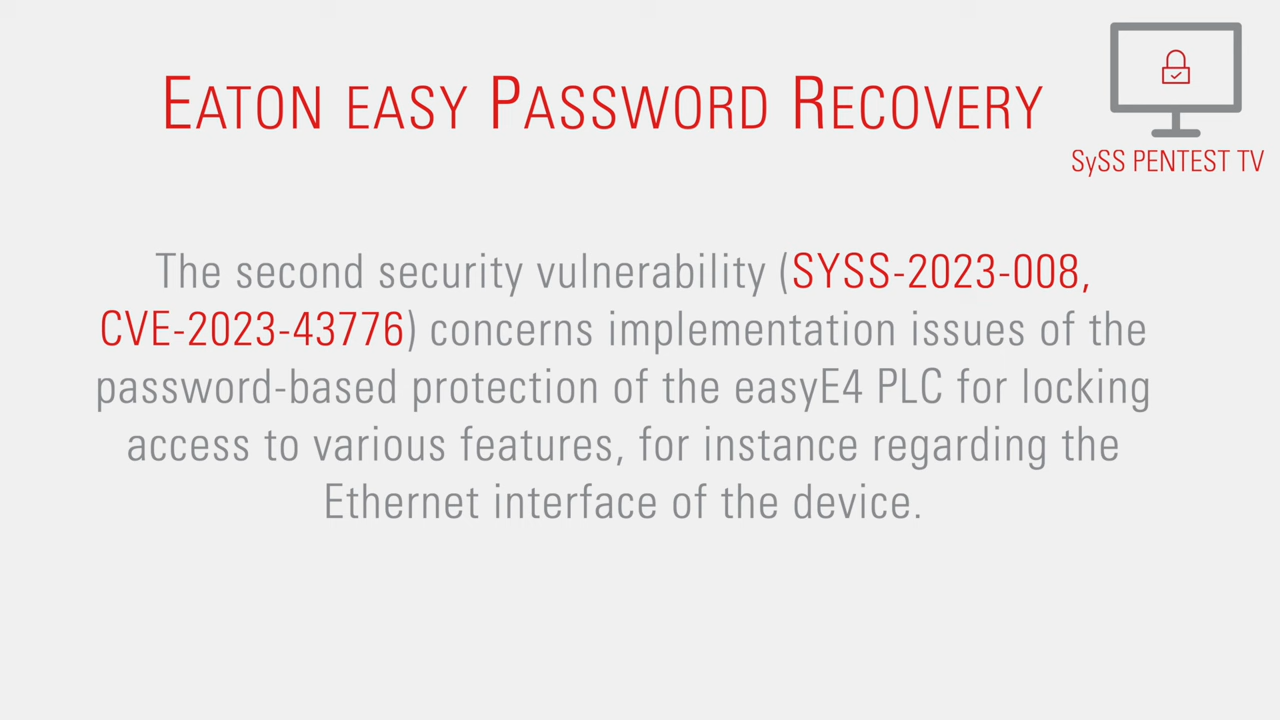 EATON EASY PASSWORD RECOVERY
SySS PENTEST TV
The second security vulnerability (SYSS-2023-008,
CVE-2023-43776) concerns implementation issues of the
password-based protection of the easyE4 PLC for locking
access to various features, for instance regarding the
Ethernet interface of the device.